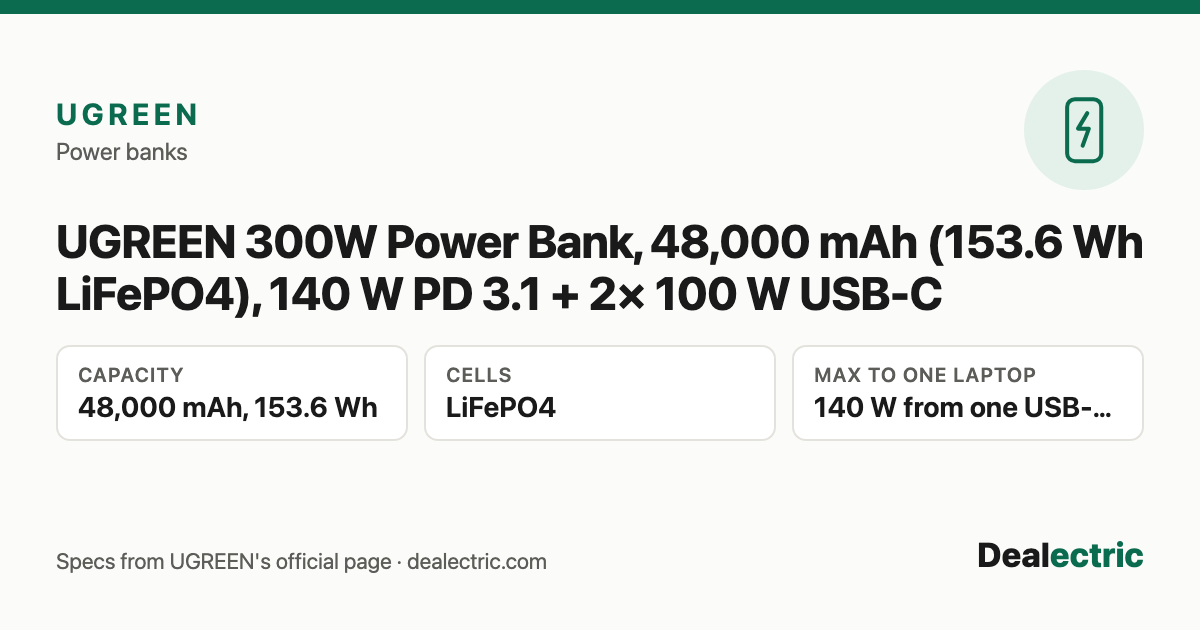 UGREEN
Power banks
UGREEN 300W Power Bank, 48,000 mAh (153.6 Wh
LiFePO4), 140 W PD 3.1 + 2× 100 W USB-C
CAPACITY
48,000 mAh, 153.6 Wh
CELLS
LiFePO4
MAX TO ONE LAPTOP
140 W from one USB-...
Specs from UGREEN's official page · dealectric.com
Dealectric